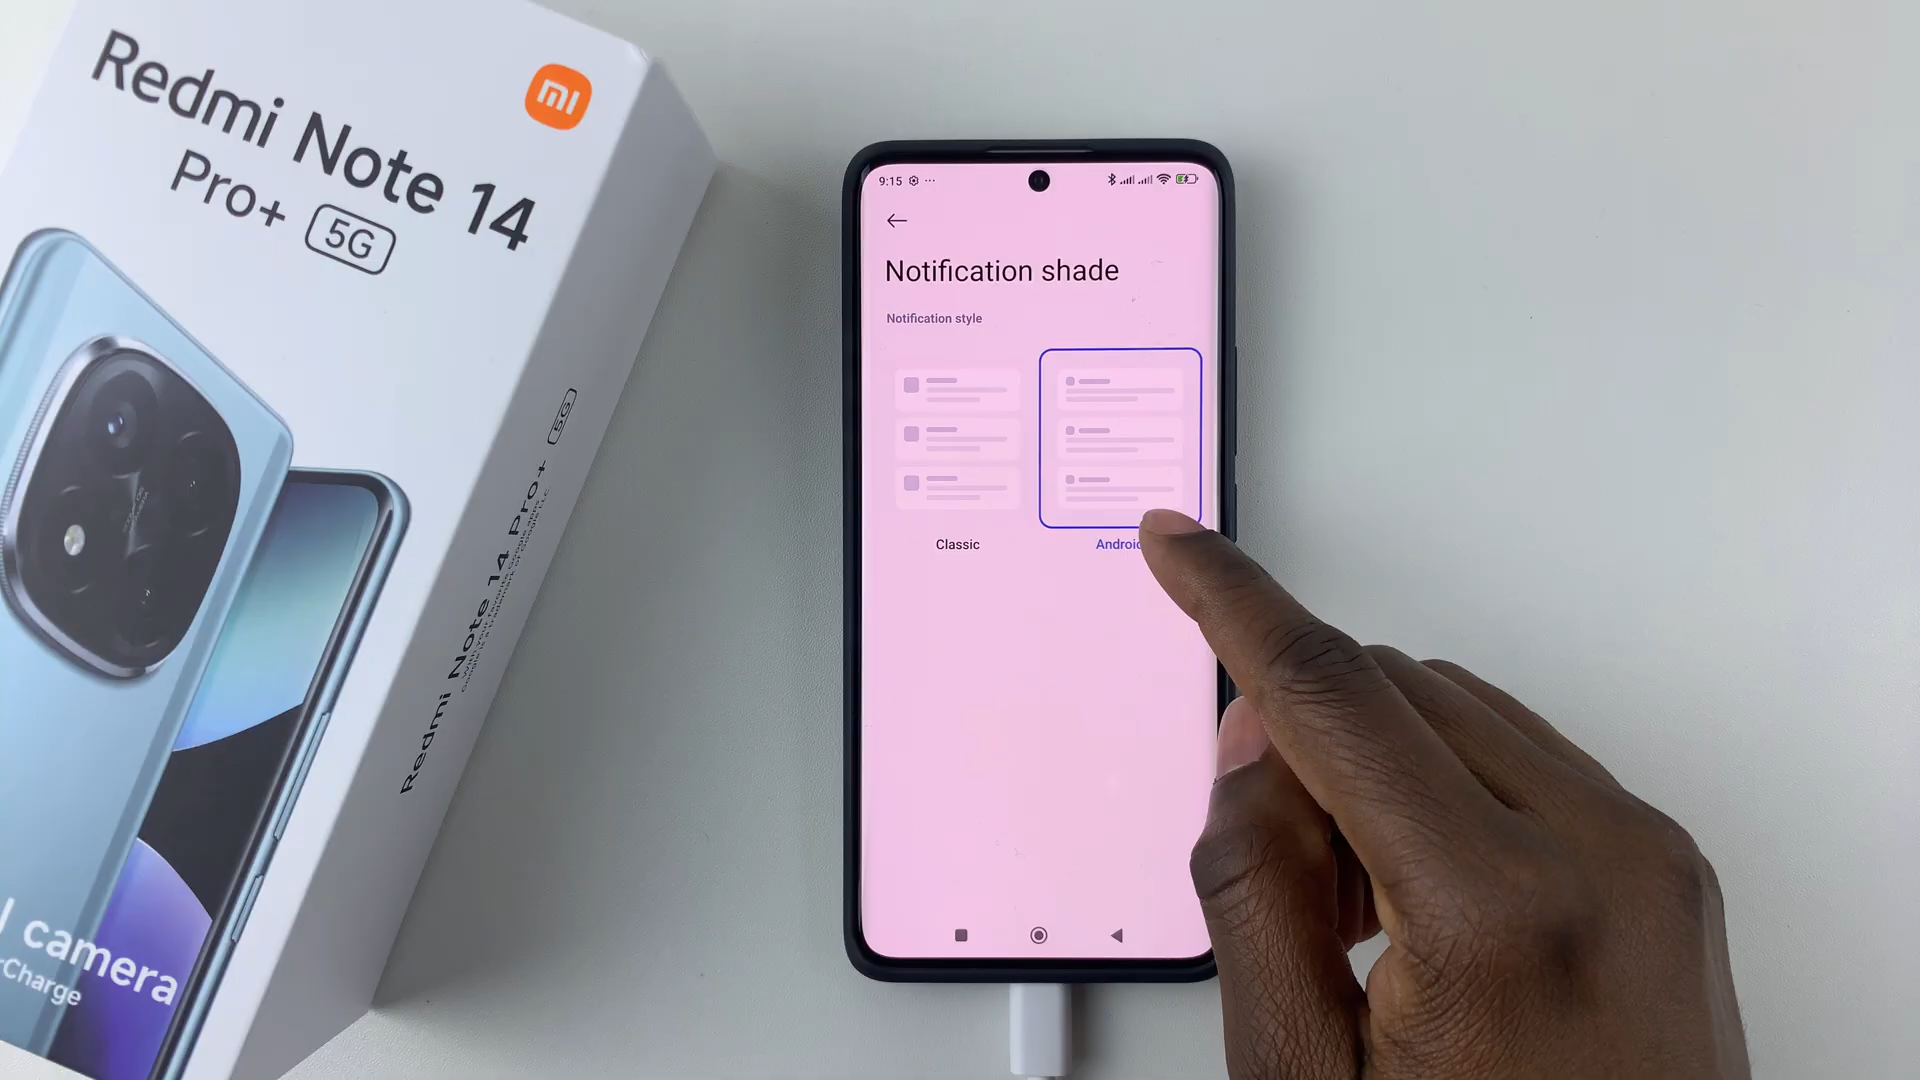 Redmi Note 14
Pro+ 5G
Redmi Note 14 Pro+ 5G
camera
-Charge
9:15
Notification shade
Notification style
Classic
Android